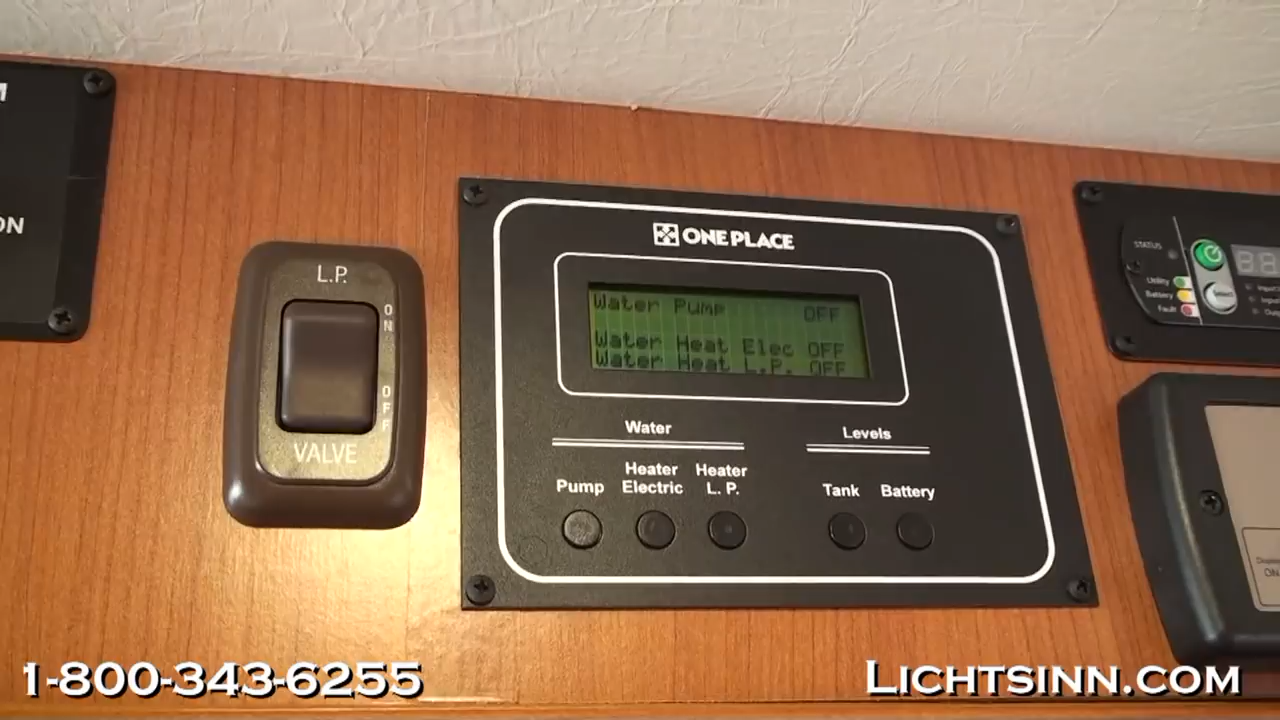 ON
L.P.
ON
OFF
VALVE
ONE PLACE
Water Pump OFF
Water Heat Elec OFF
Water Heat L.P. OFF
Water
Levels
Pump
Heater Electric
Heater L. P.
Tank
Battery
STATUS
Utility
Battery
Fault
Select
1-800-343-6255
LICHTSINN.COM